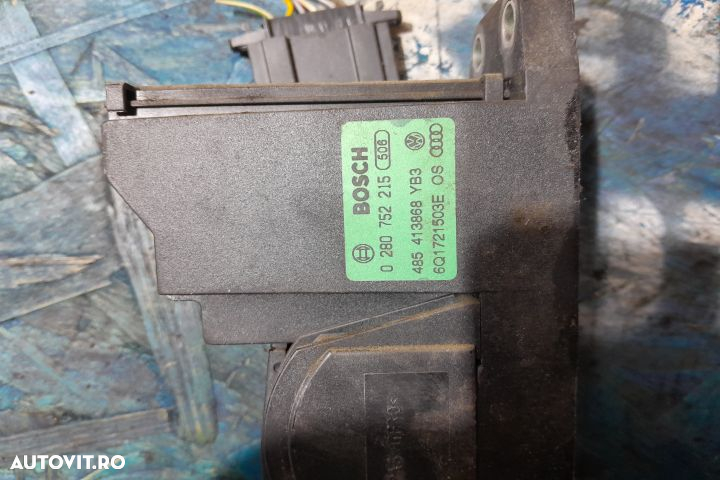 BOSCH
0 280 752 215 506
485 413868 YB3
6Q1721503E OS
AUTOVIT.RO